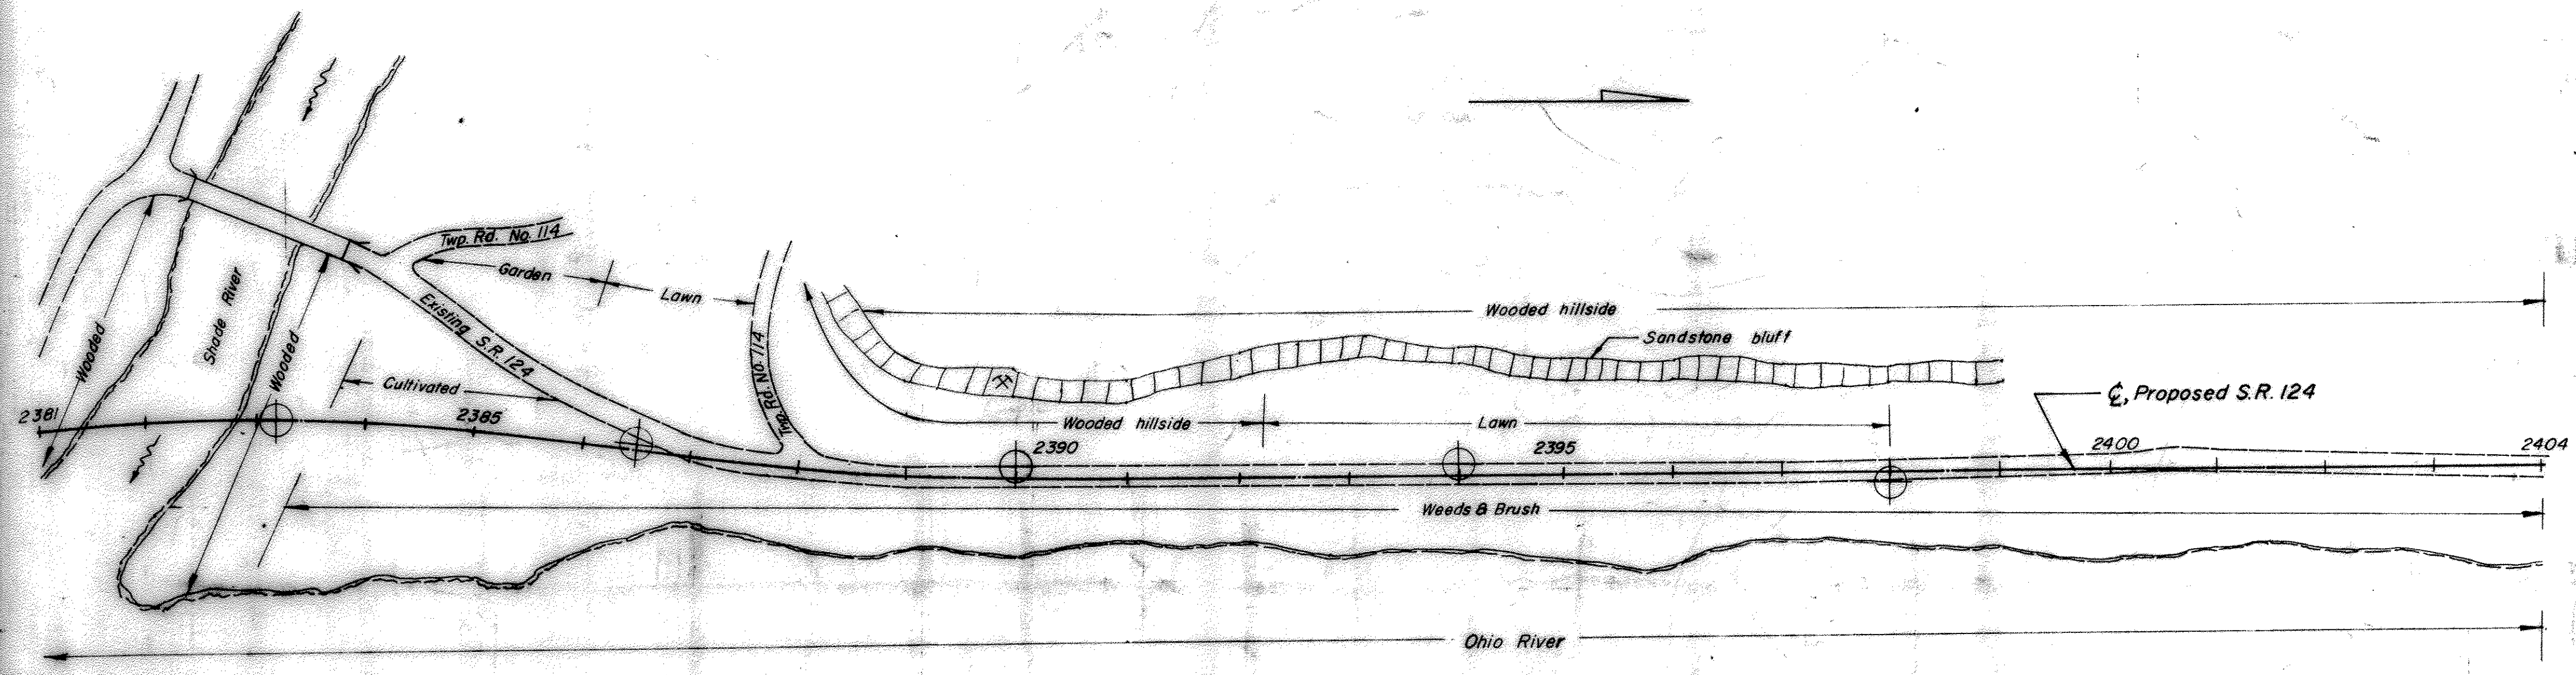 Twp. Rd. No. 114
Garden
Lawn
Shade River
Wooded
Wooded
Existing S.R. 124
Cultivated
Twp. Rd. No. 114
Wooded hillside
Sandstone bluff
℄, Proposed S.R. 124
Wooded hillside
Lawn
2381
2385
2390
2395
2400
2404
Weeds & Brush
Ohio River